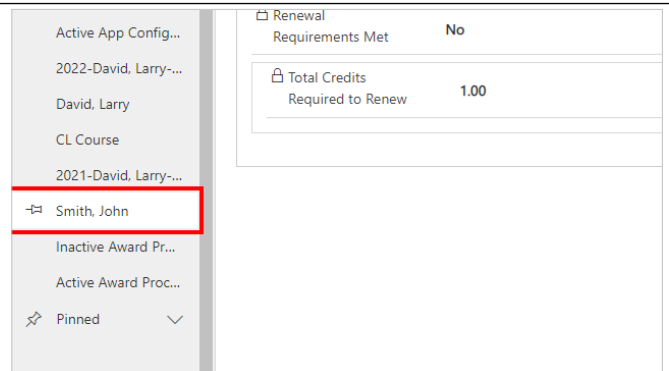 Active App Config...
2022-David, Larry-...
David, Larry
CL Course
2021-David, Larry-...
Smith, John
Inactive Award Pr...
Active Award Proc...
Pinned
Renewal
Requirements Met
No
Total Credits
Required to Renew
1.00